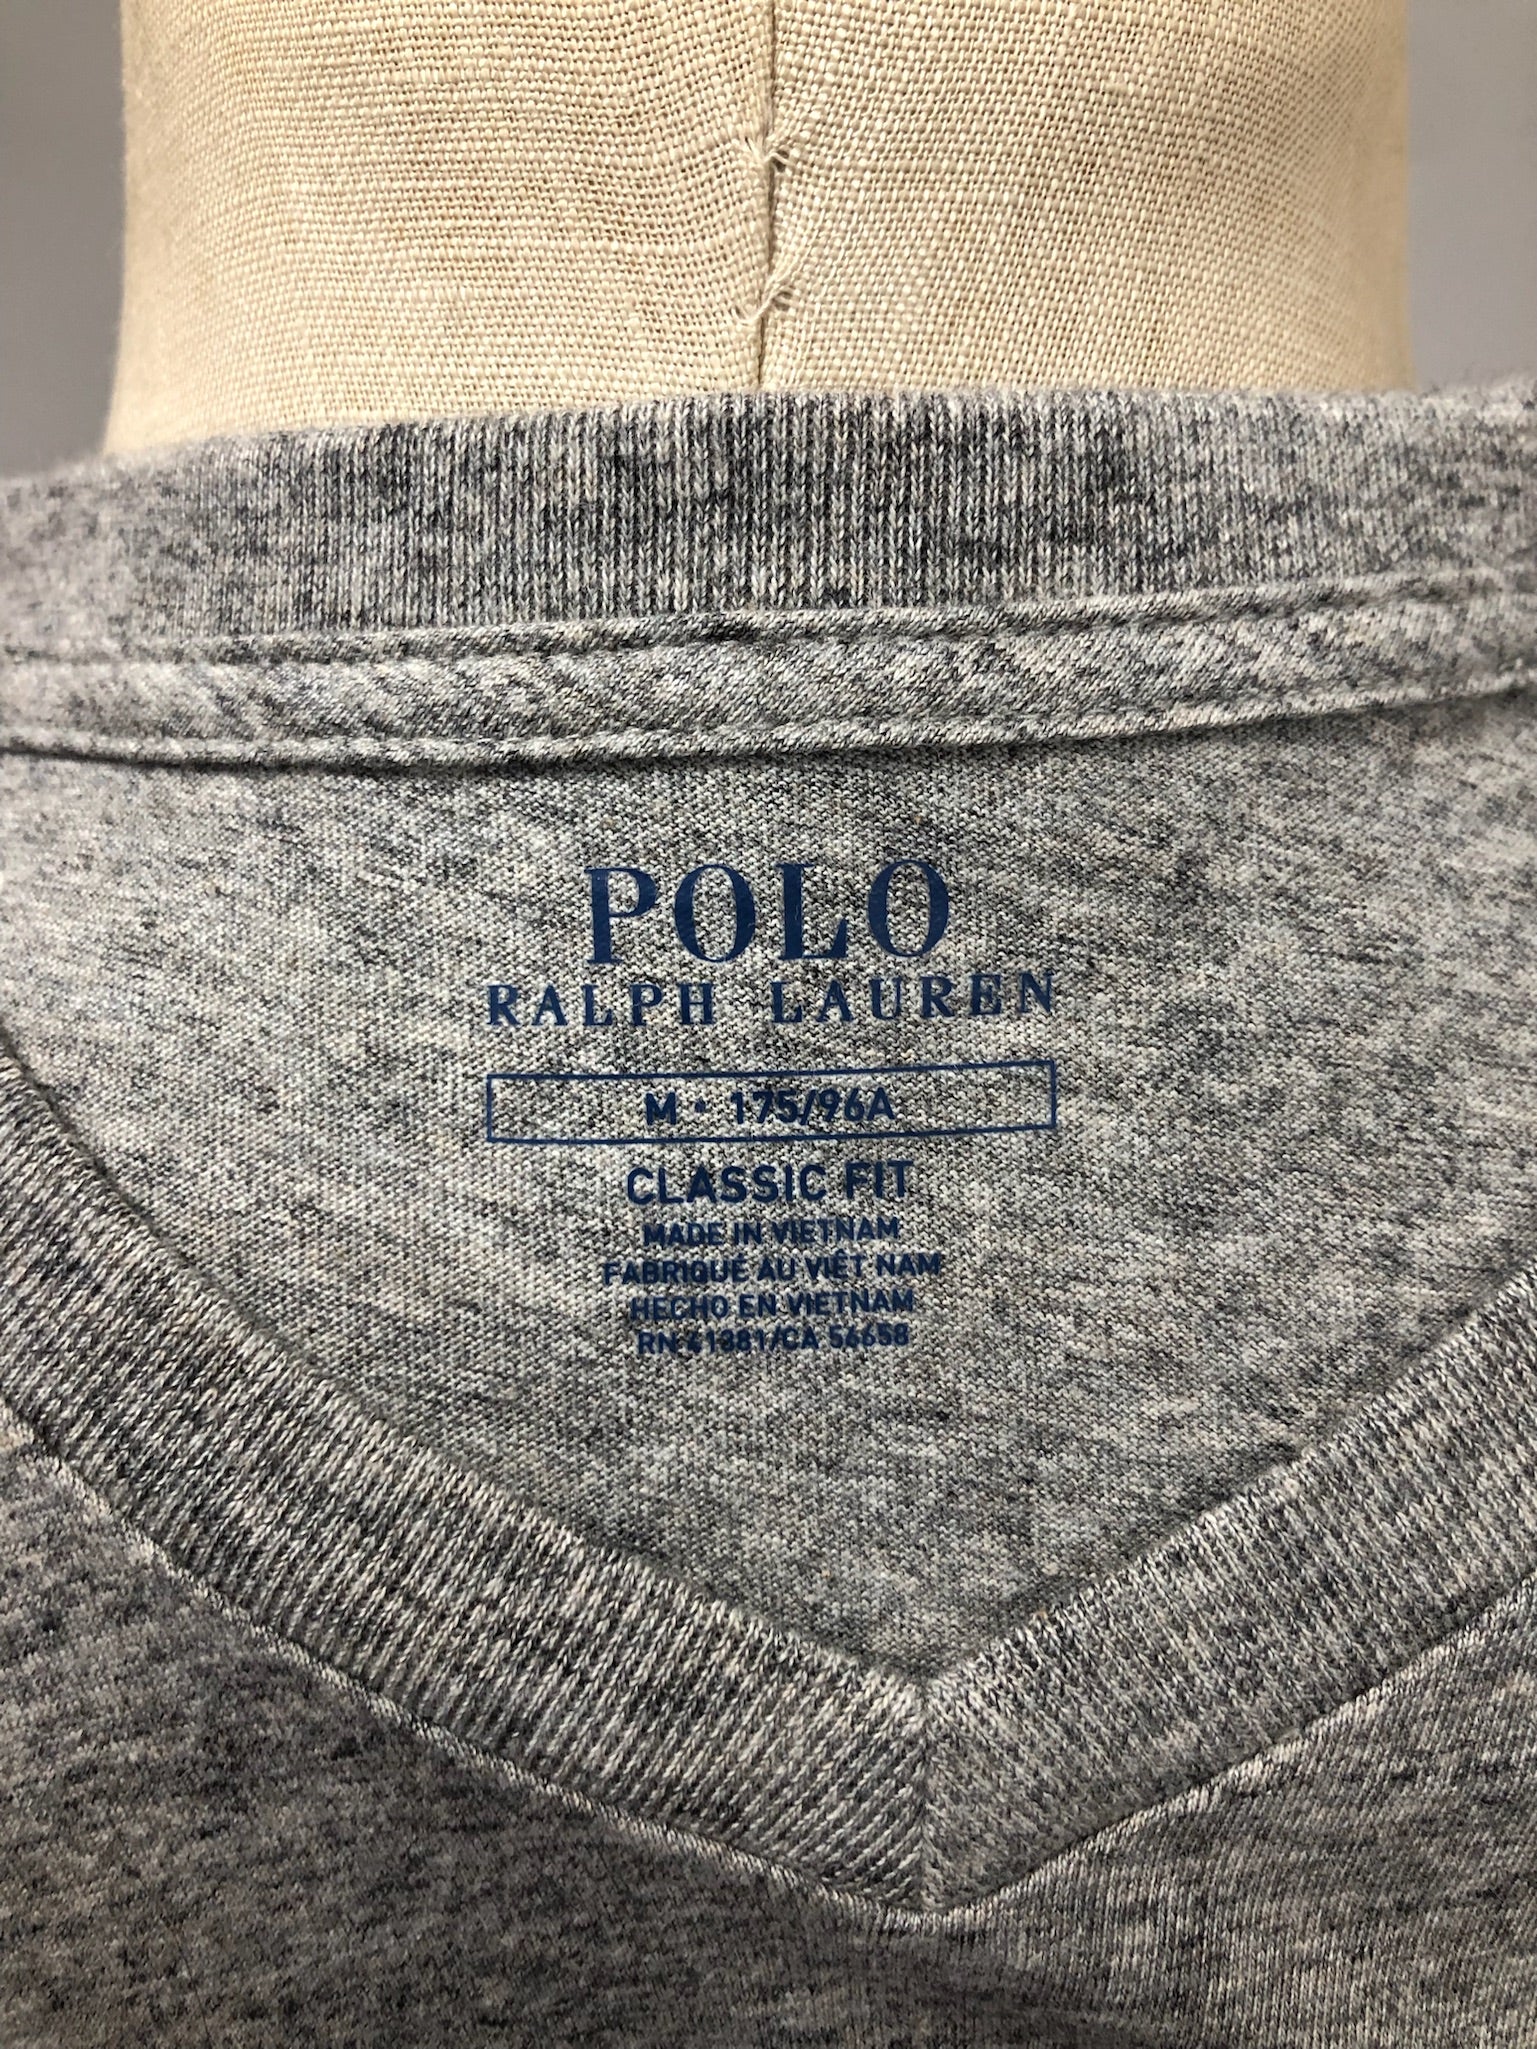 POLO
RALPH LAUREN
M • 175/96A
CLASSIC FIT
MADE IN VIETNAM
FABRIQUÉ AU VIÊT NAM
HECHO EN VIETNAM
RN 41381/CA 56658